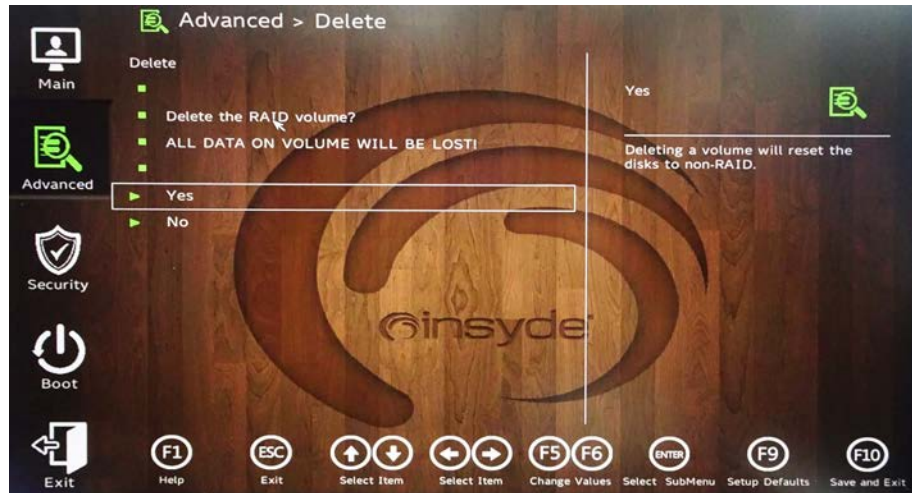 Advanced > Delete
Main
Delete
Delete the RAID volume?
ALL DATA ON VOLUME WILL BE LOST!
Yes
No
Yes
Deleting a volume will reset the
disks to non-RAID.
Advanced
Security
Boot
Exit
insyde
F1
Help
ESC
Exit
Select Item
Select Item
F5 F6
Change Values
ENTER
Select SubMenu
F9
Setup Defaults
F10
Save and Exit